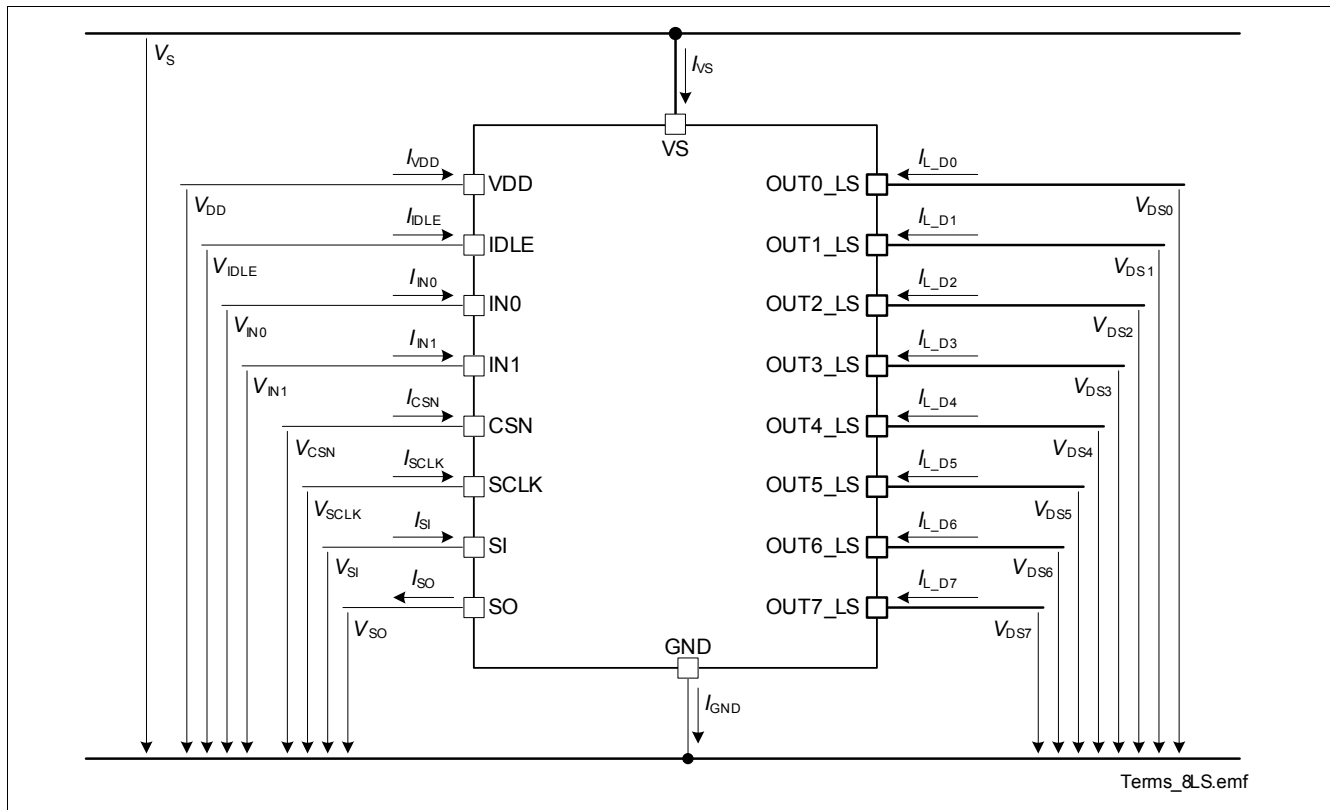 VS
IVS
VS
IVDD
VDD
VDD
IIDLE
IDLE
VIDLE
IIN0
IN0
VIN0
IIN1
IN1
VIN1
ICSN
CSN
VCSN
ISCLK
SCLK
VSCLK
ISI
SI
VSI
ISO
SO
VSO
IL_D0
OUT0_LS
VDS0
IL_D1
OUT1_LS
VDS1
IL_D2
OUT2_LS
VDS2
IL_D3
OUT3_LS
VDS3
IL_D4
OUT4_LS
VDS4
IL_D5
OUT5_LS
VDS5
IL_D6
OUT6_LS
VDS6
IL_D7
OUT7_LS
VDS7
GND
IGND
Terms_8LS.emf